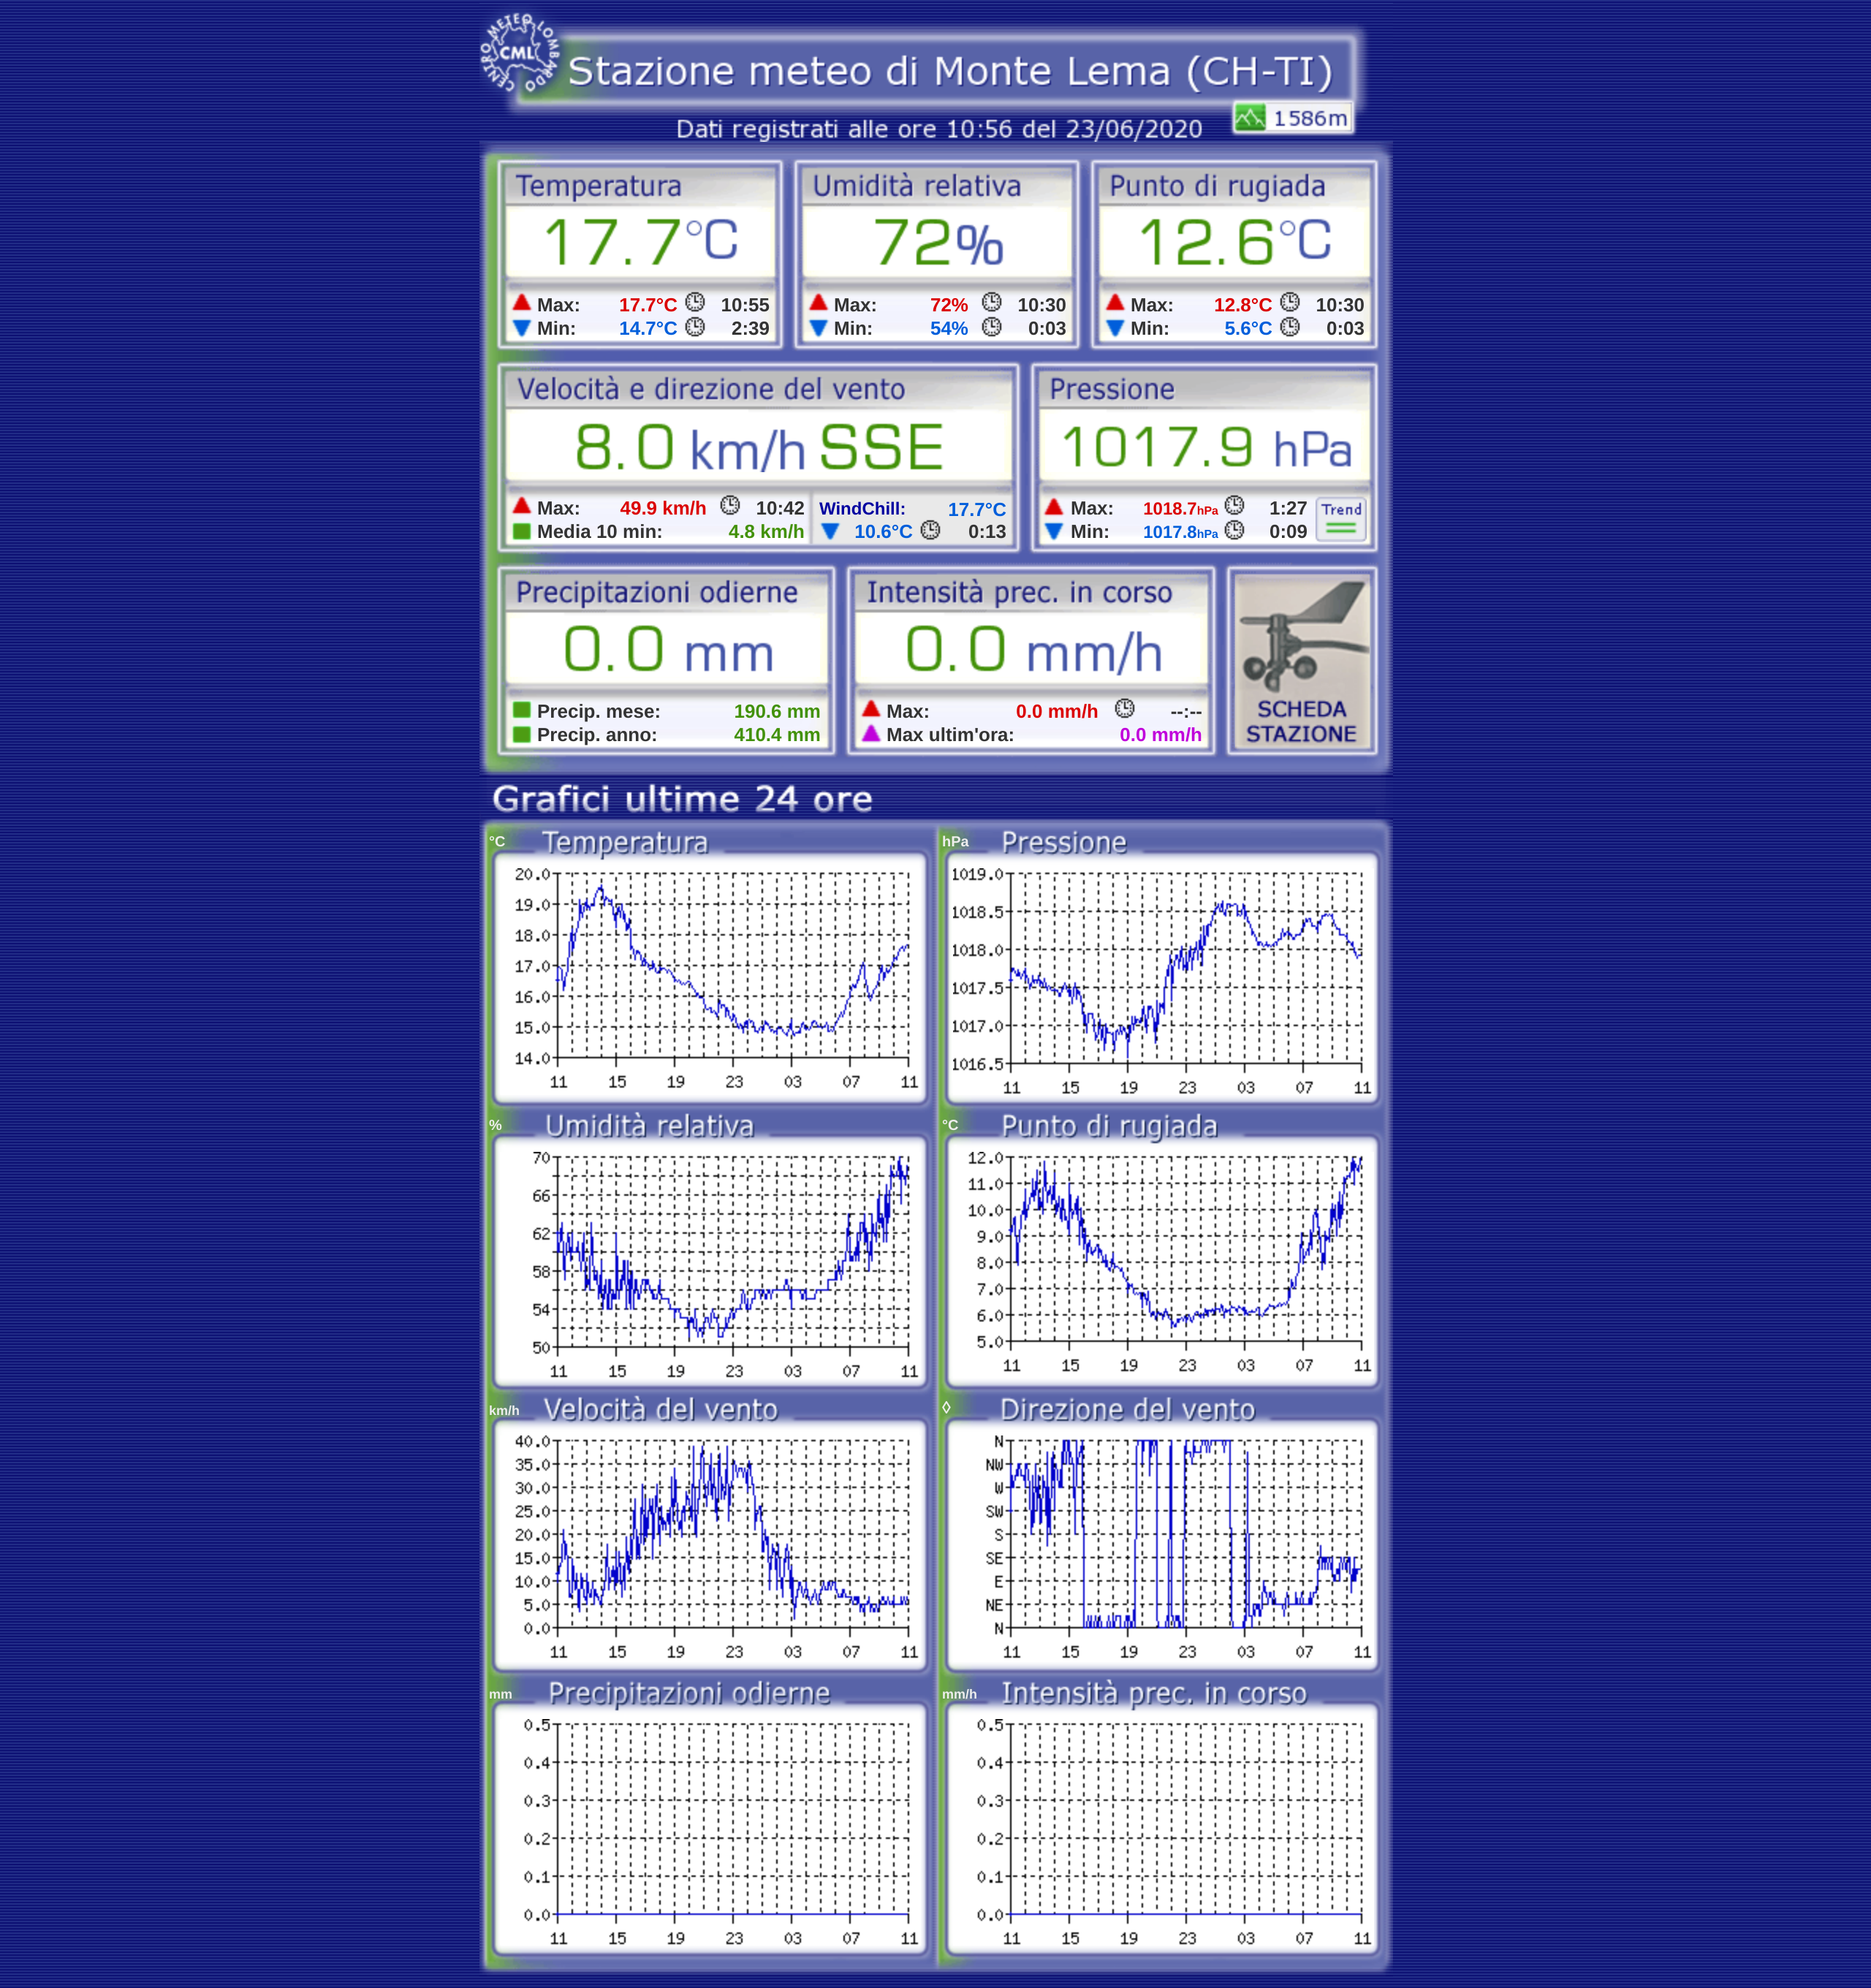 CENTRO METEO LOMBARDO
CML
Stazione meteo di Monte Lema (CH-TI)
1586m
Dati registrati alle ore 10:56 del 23/06/2020
Temperatura
17.7°C
Max: 17.7°C 10:55
Min: 14.7°C 2:39
Umidità relativa
72%
Max: 72% 10:30
Min: 54% 0:03
Punto di rugiada
12.6°C
Max: 12.8°C 10:30
Min: 5.6°C 0:03
Velocità e direzione del vento
8.0 km/h SSE
Max: 49.9 km/h 10:42
Media 10 min: 4.8 km/h
WindChill: 17.7°C
10.6°C 0:13
Pressione
1017.9 hPa
Max: 1018.7hPa 1:27
Min: 1017.8hPa 0:09
Trend
Precipitazioni odierne
0.0 mm
Precip. mese: 190.6 mm
Precip. anno: 410.4 mm
Intensità prec. in corso
0.0 mm/h
Max: 0.0 mm/h --:--
Max ultim'ora: 0.0 mm/h
SCHEDA
STAZIONE
Grafici ultime 24 ore
°C Temperatura
20.0
19.0
18.0
17.0
16.0
15.0
14.0
11 15 19 23 03 07 11
hPa Pressione
1019.0
1018.5
1018.0
1017.5
1017.0
1016.5
11 15 19 23 03 07 11
% Umidità relativa
70
66
62
58
54
50
11 15 19 23 03 07 11
°C Punto di rugiada
12.0
11.0
10.0
9.0
8.0
7.0
6.0
5.0
11 15 19 23 03 07 11
km/h Velocità del vento
40.0
35.0
30.0
25.0
20.0
15.0
10.0
5.0
0.0
11 15 19 23 03 07 11
◊ Direzione del vento
N
NW
W
SW
S
SE
E
NE
N
11 15 19 23 03 07 11
mm Precipitazioni odierne
0.5
0.4
0.3
0.2
0.1
0.0
11 15 19 23 03 07 11
mm/h Intensità prec. in corso
0.5
0.4
0.3
0.2
0.1
0.0
11 15 19 23 03 07 11